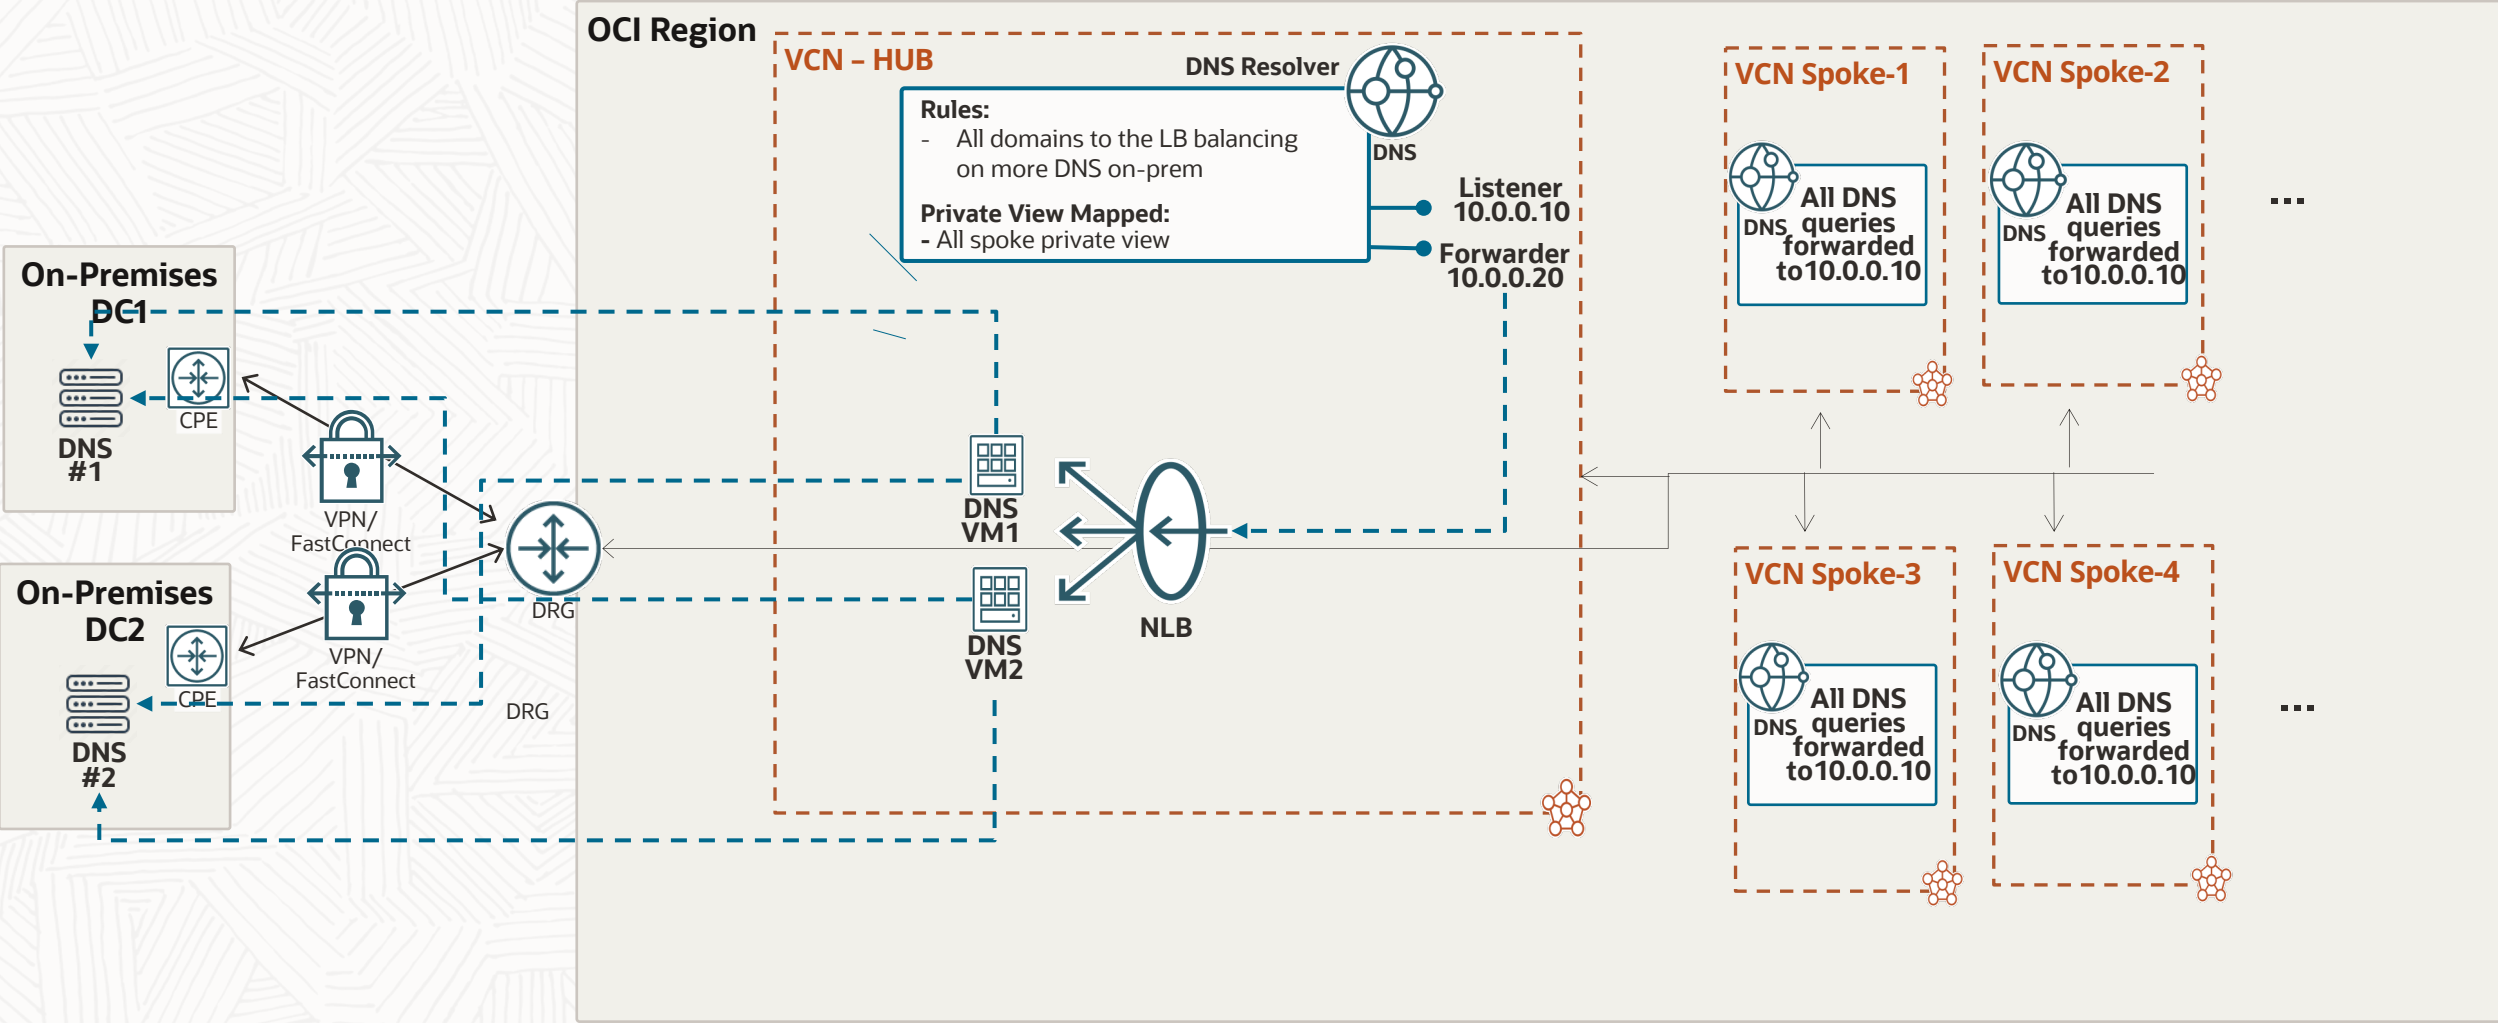 OCI Region
VCN – HUB
DNS Resolver
DNS
Rules:
- All domains to the LB balancing
on more DNS on-prem
Private View Mapped:
- All spoke private view
Listener
10.0.0.10
Forwarder
10.0.0.20
VCN Spoke-1
DNS
All DNS
queries
forwarded
to10.0.0.10
VCN Spoke-2
DNS
All DNS
queries
forwarded
to10.0.0.10
...
On-Premises
DC1
CPE
DNS
#1
VPN/
FastConnect
On-Premises
DC2
CPE
DNS
#2
VPN/
FastConnect
DRG
DRG
DNS
VM1
DNS
VM2
NLB
VCN Spoke-3
DNS
All DNS
queries
forwarded
to10.0.0.10
VCN Spoke-4
DNS
All DNS
queries
forwarded
to10.0.0.10
...